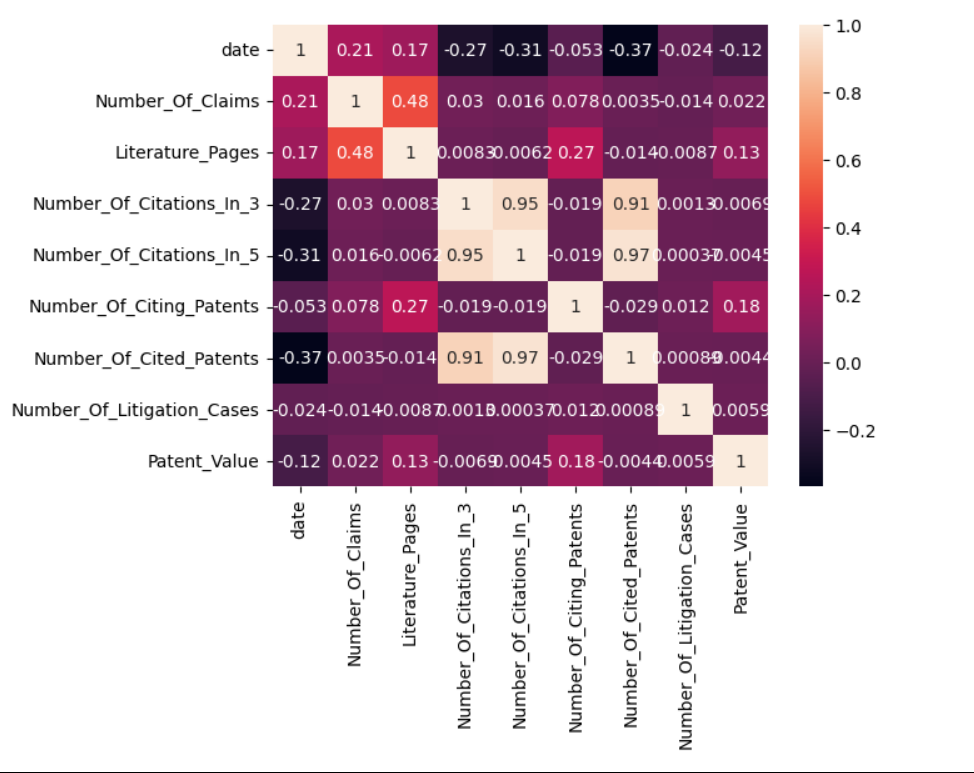 1.0
date 1 0.21 0.17 -0.27 -0.31 -0.053 -0.37 -0.024 -0.12
Number_Of_Claims 0.21 1 0.48 0.03 0.016 0.078 0.0035 -0.014 0.022
0.8
Literature_Pages 0.17 0.48 1 0.0083 -0.0062 0.27 -0.014 -0.0087 0.13
0.6
Number_Of_Citations_In_3 -0.27 0.03 0.0083 1 0.95 -0.019 0.91 0.0013 -0.0069
0.4
Number_Of_Citations_In_5 -0.31 0.016 -0.0062 0.95 1 -0.019 0.97 0.00037 -0.0045
Number_Of_Citing_Patents -0.053 0.078 0.27 -0.019 -0.019 1 -0.029 0.012 0.18
0.2
Number_Of_Cited_Patents -0.37 0.0035 -0.014 0.91 0.97 -0.029 1 0.00089 -0.0044
0.0
Number_Of_Litigation_Cases -0.024 -0.014 -0.0087 0.0013 0.00037 0.012 0.00089 1 0.0059
−0.2
Patent_Value -0.12 0.022 0.13 -0.0069 -0.0045 0.18 -0.0044 0.0059 1
date
Number_Of_Claims
Literature_Pages
Number_Of_Citations_In_3
Number_Of_Citations_In_5
Number_Of_Citing_Patents
Number_Of_Cited_Patents
Number_Of_Litigation_Cases
Patent_Value